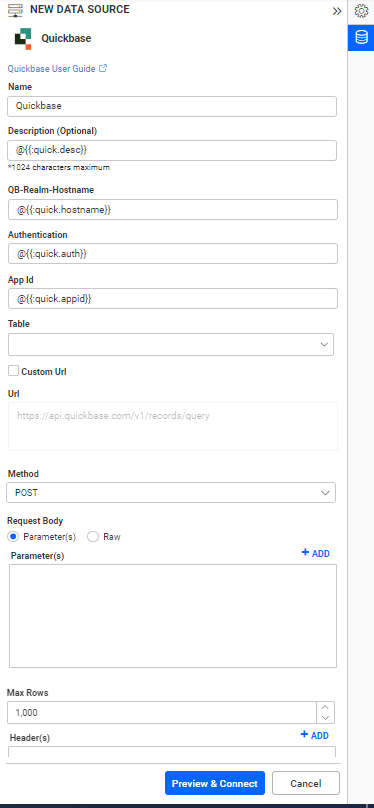 NEW DATA SOURCE
Quickbase
Quickbase User Guide
Name
Quickbase
Description (Optional)
@{{:quick.desc}}
*1024 characters maximum
QB-Realm-Hostname
@{{:quick.hostname}}
Authentication
@{{:quick.auth}}
App Id
@{{:quick.appid}}
Table
Custom Url
Url
https://api.quickbase.com/v1/records/query
Method
POST
Request Body
Parameter(s) Raw
Parameter(s) + ADD
Max Rows
1,000
Header(s) + ADD
Preview & Connect Cancel